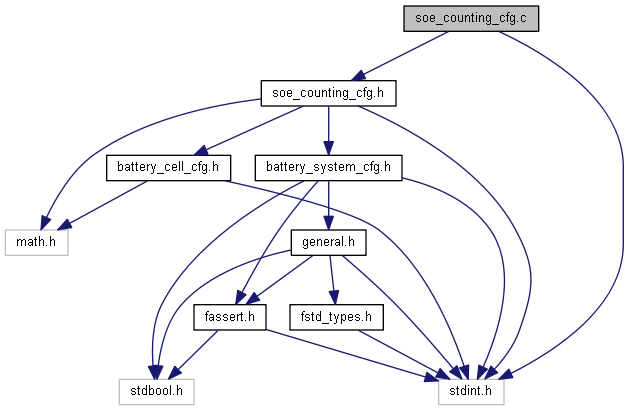 soe_counting_cfg.c
soe_counting_cfg.h
battery_cell_cfg.h
battery_system_cfg.h
math.h
general.h
fassert.h
fstd_types.h
stdbool.h
stdint.h